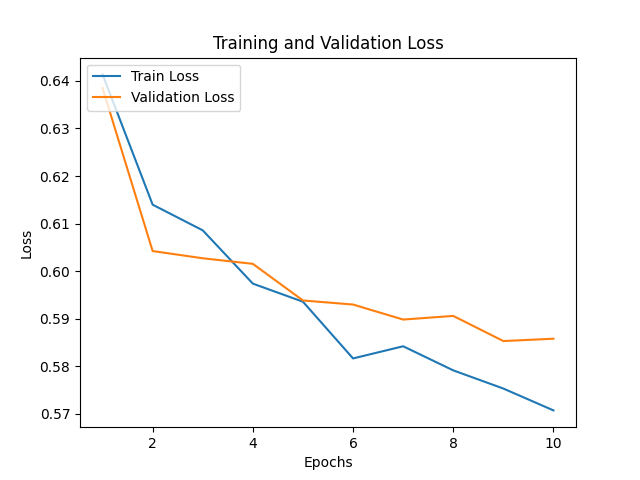 Training and Validation Loss
Train Loss
Validation Loss
0.64
0.63
0.62
0.61
0.60
0.59
0.58
0.57
Loss
2
4
6
8
10
Epochs